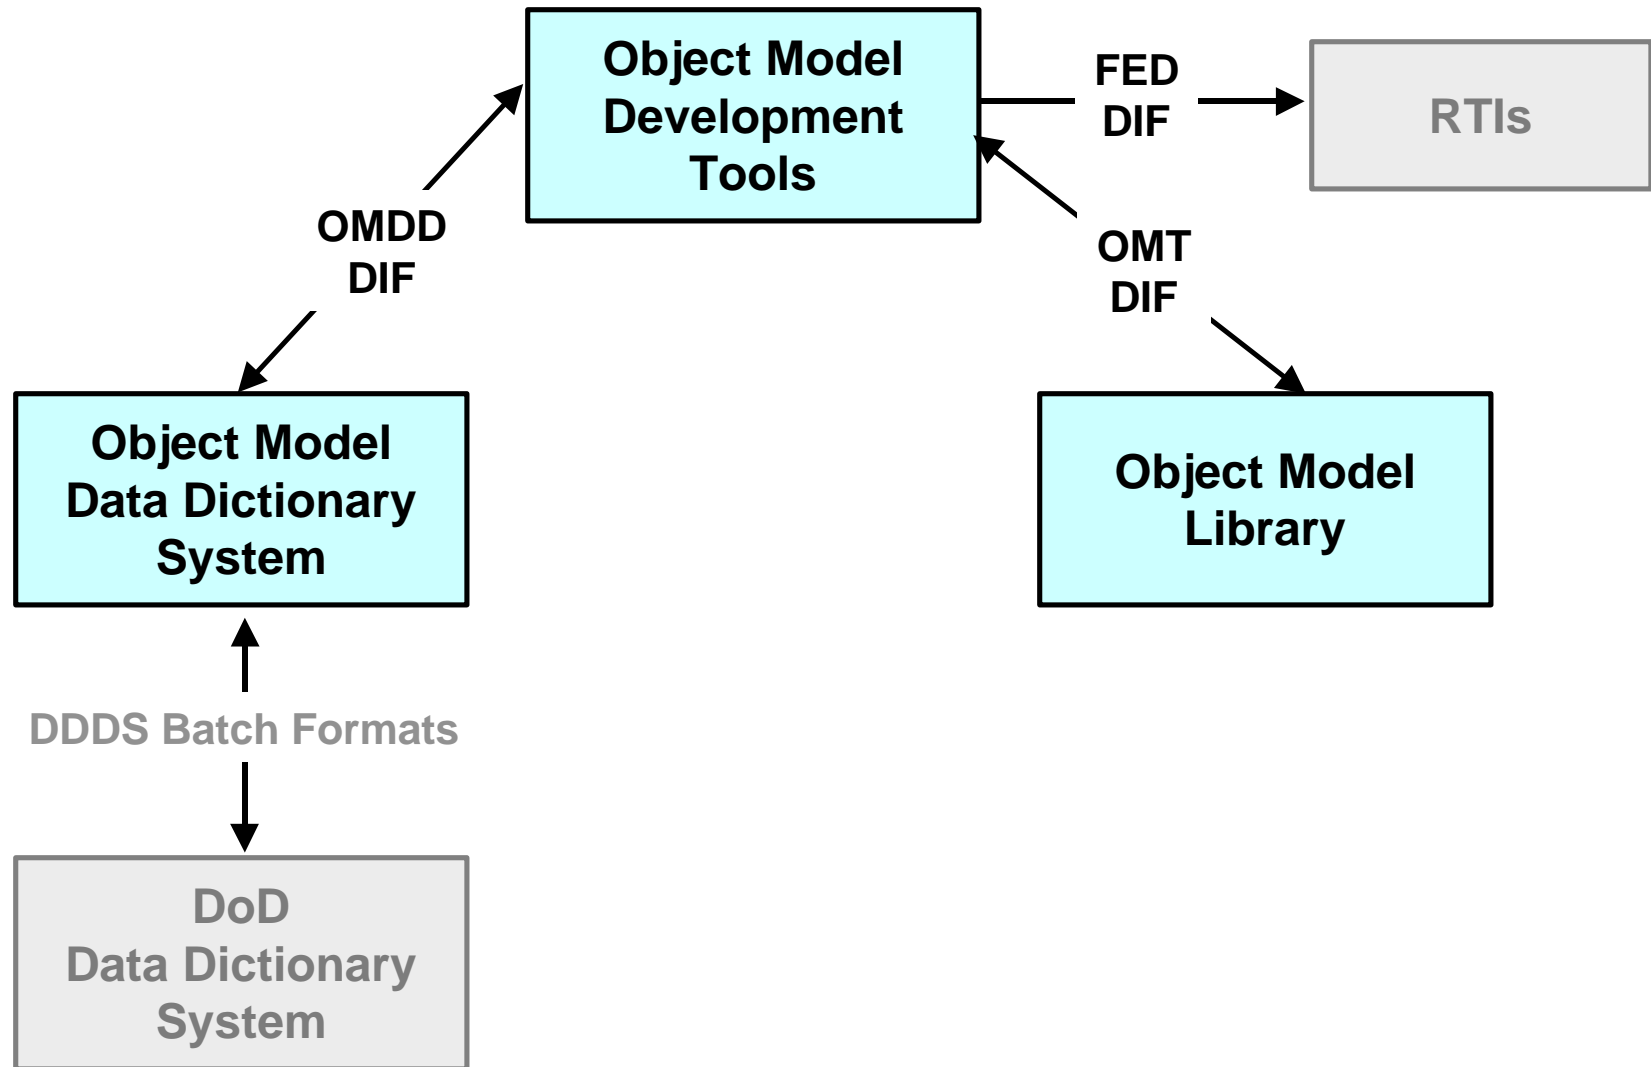 Object Model
Development
Tools
FED
DIF
RTIs
OMDD
DIF
OMT
DIF
Object Model
Data Dictionary
System
Object Model
Library
DDDS Batch Formats
DoD
Data Dictionary
System